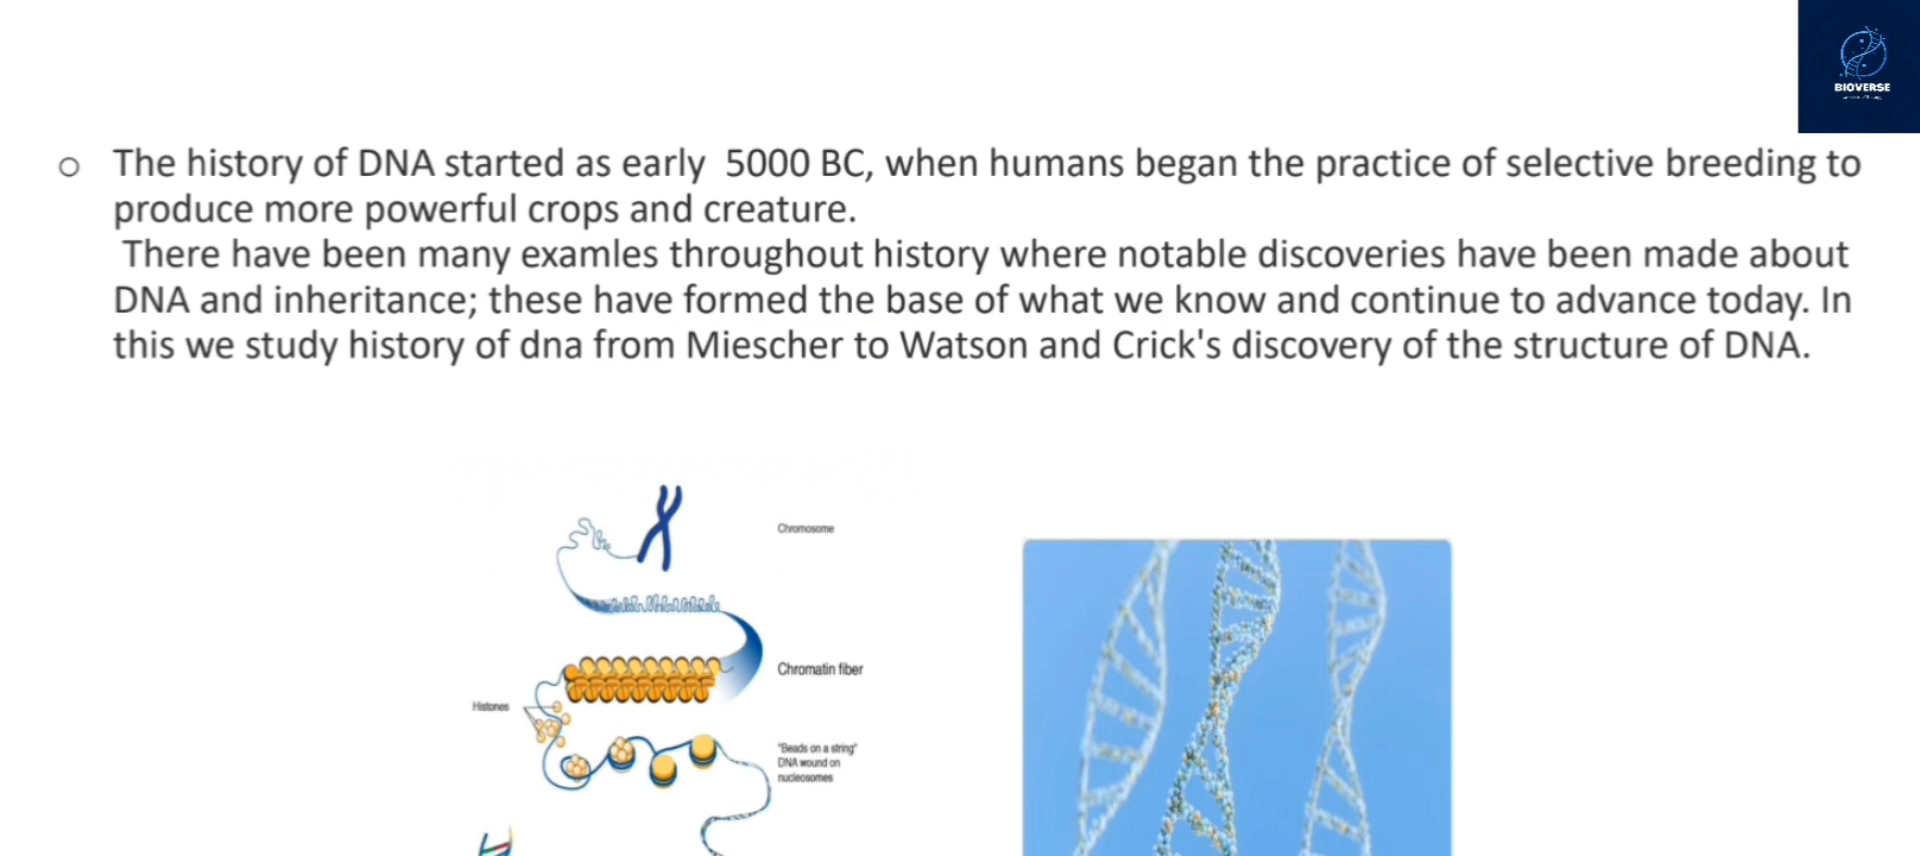 BIOVERSE
o The history of DNA started as early 5000 BC, when humans began the practice of selective breeding to
produce more powerful crops and creature.
There have been many examles throughout history where notable discoveries have been made about
DNA and inheritance; these have formed the base of what we know and continue to advance today. In
this we study history of dna from Miescher to Watson and Crick's discovery of the structure of DNA.
Chromosome
Chromatin fiber
Histones
"Beads on a string"
DNA wound on
nucleosomes